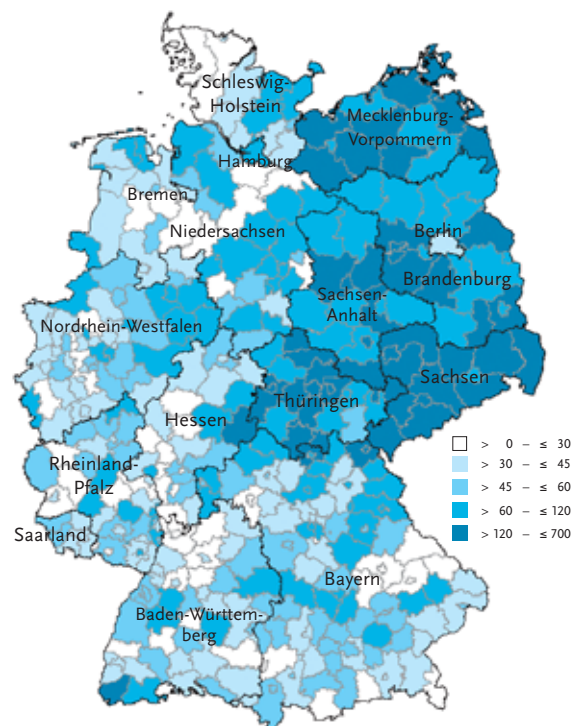 Schleswig-
Holstein
Mecklenburg-
Vorpommern
Hamburg
Bremen
Niedersachsen
Berlin
Brandenburg
Sachsen-
Anhalt
Nordrhein-Westfalen
Sachsen
Thüringen
Hessen
Rheinland-
Pfalz
Saarland
Bayern
Baden-Württem-
berg
> 0 – ≤ 30
> 30 – ≤ 45
> 45 – ≤ 60
> 60 – ≤ 120
> 120 – ≤ 700